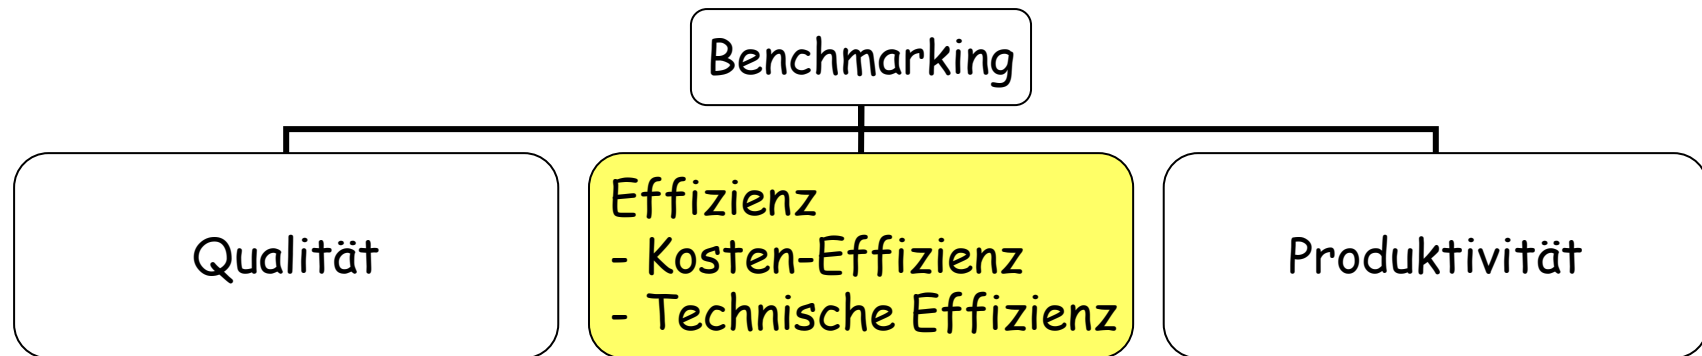 Benchmarking
Qualität
Effizienz
- Kosten-Effizienz
- Technische Effizienz
Produktivität